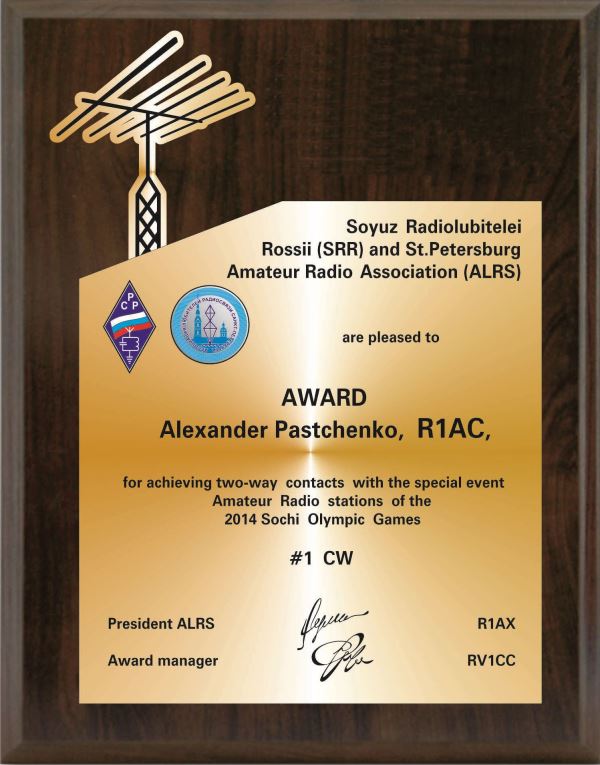 Soyuz Radiolubitelei
Rossii (SRR) and St.Petersburg
Amateur Radio Association (ALRS)
С Р Р
are pleased to
AWARD
Alexander Pastchenko, R1AC,
for achieving two-way contacts with the special event
Amateur Radio stations of the
2014 Sochi Olympic Games
#1 CW
President ALRS R1AX
Award manager RV1CC